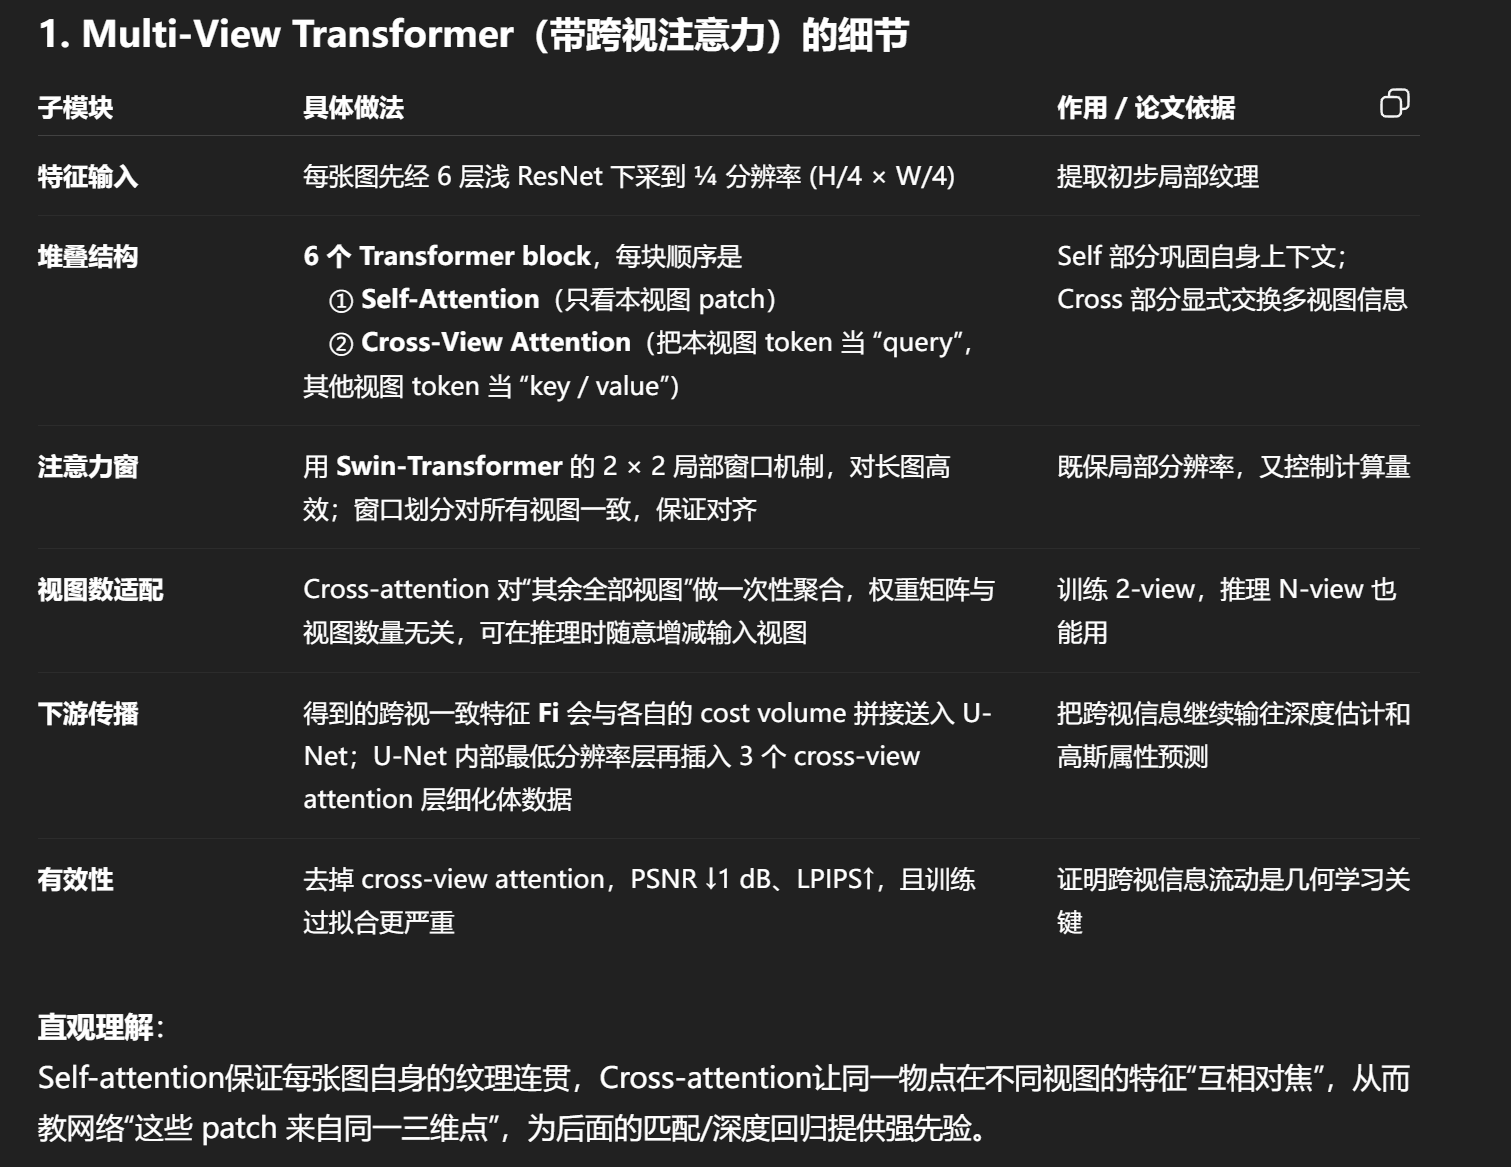 1. Multi-View Transformer（带跨视注意力）的细节
子模块 具体做法 作用 / 论文依据
特征输入 每张图先经 6 层浅 ResNet 下采到 ¼ 分辨率 (H/4 × W/4) 提取初步局部纹理
堆叠结构 6 个 Transformer block，每块顺序是 Self 部分巩固自身上下文；
① Self-Attention（只看本视图 patch） Cross 部分显式交换多视图信息
② Cross-View Attention（把本视图 token 当 “query”，
其他视图 token 当 “key / value”）
注意力窗 用 Swin-Transformer 的 2 × 2 局部窗口机制，对长图高 既保局部分辨率，又控制计算量
效；窗口划分对所有视图一致，保证对齐
视图数适配 Cross-attention 对“其余全部视图”做一次性聚合，权重矩阵与 训练 2-view，推理 N-view 也
视图数量无关，可在推理时随意增减输入视图 能用
下游传播 得到的跨视一致特征 Fi 会与各自的 cost volume 拼接送入 U- 把跨视信息继续输往深度估计和
Net；U-Net 内部最低分辨率层再插入 3 个 cross-view 高斯属性预测
attention 层细化体数据
有效性 去掉 cross-view attention，PSNR ↓1 dB、LPIPS↑，且训练 证明跨视信息流动是几何学习关
过拟合更严重 键
直观理解：
Self-attention保证每张图自身的纹理连贯，Cross-attention让同一物点在不同视图的特征“互相对焦”，从而
教网络“这些 patch 来自同一三维点”，为后面的匹配/深度回归提供强先验。